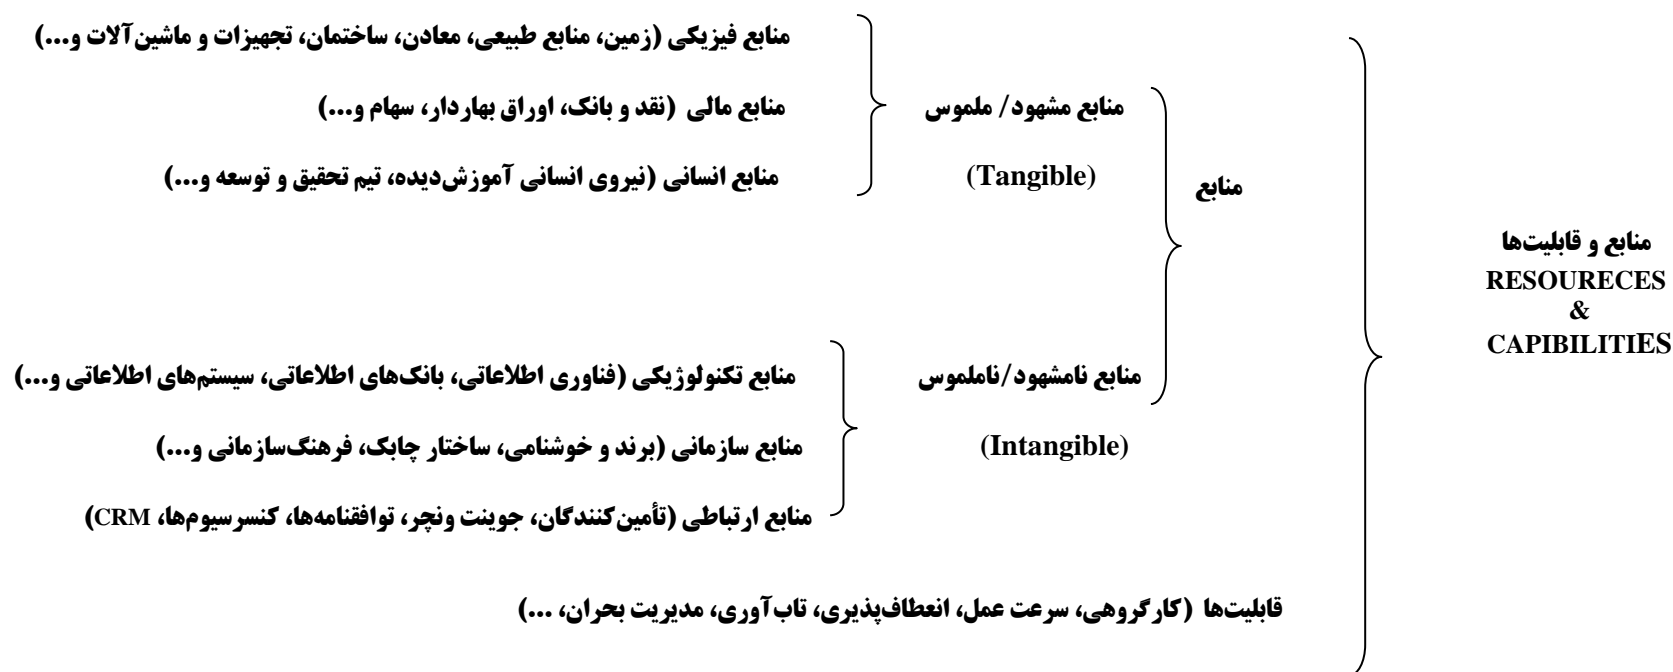 منابع و قابلیت‌ها
RESOURECES
&
CAPIBILITIES
منابع
منابع مشهود/ ملموس
(Tangible)
منابع فیزیکی (زمین، منابع طبیعی، معادن، ساختمان، تجهیزات و ماشین‌آلات و...)
منابع مالی (نقد و بانک، اوراق بهاردار، سهام و...)
منابع انسانی (نیروی انسانی آموزش‌دیده، تیم تحقیق و توسعه و...)
منابع نامشهود/ناملموس
(Intangible)
منابع تکنولوژیکی (فناوری اطلاعاتی، بانک‌های اطلاعاتی، سیستم‌های اطلاعاتی و...)
منابع سازمانی (برند و خوشنامی، ساختار چابک، فرهنگ‌سازمانی و...)
منابع ارتباطی (تأمین‌کنندگان، جوینت ونچر، توافقنامه‌ها، کنسرسیوم‌ها، CRM)
قابلیت‌ها (کارگروهی، سرعت عمل، انعطاف‌پذیری، تاب‌آوری، مدیریت بحران، ...)